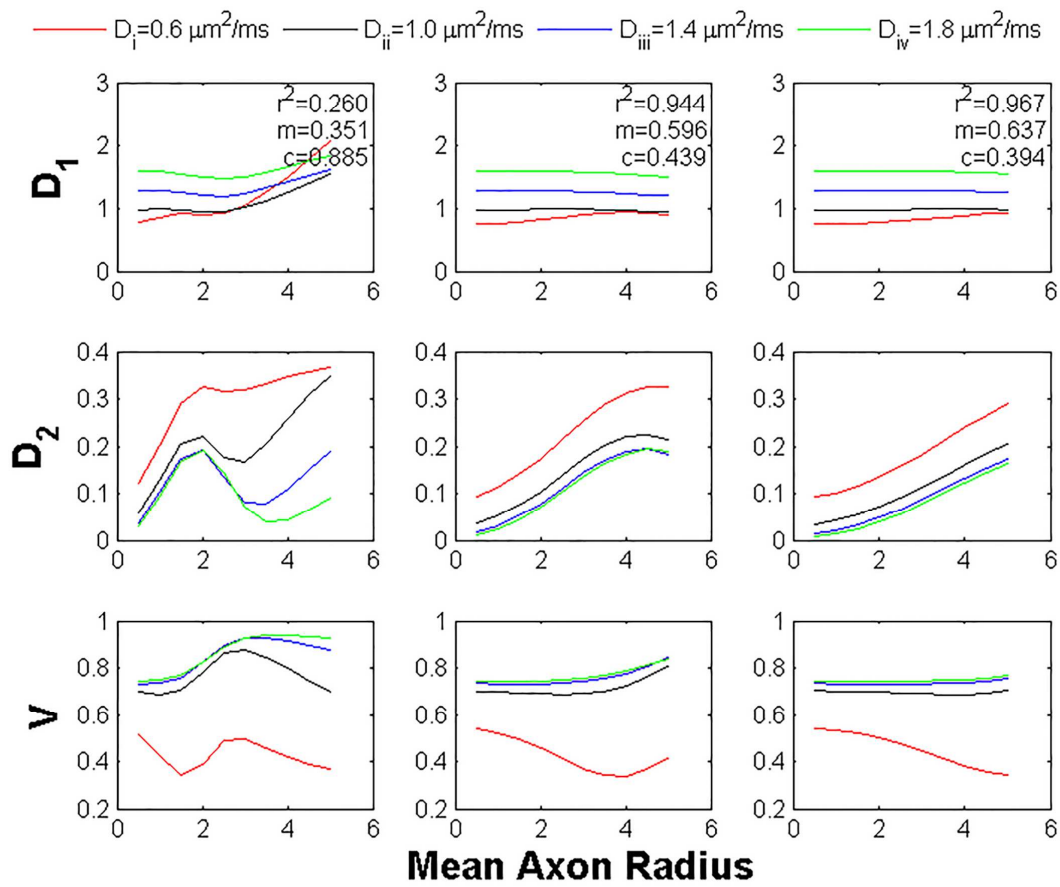 D_i=0.6 μm²/ms D_ii=1.0 μm²/ms D_iii=1.4 μm²/ms D_iv=1.8 μm²/ms
D_1
3
2
1
0
0 2 4 6
r²=0.260
m=0.351
c=0.885
3
2
1
0
0 2 4 6
r²=0.944
m=0.596
c=0.439
3
2
1
0
0 2 4 6
r²=0.967
m=0.637
c=0.394
D_2
0.4
0.3
0.2
0.1
0
0 2 4 6
0.4
0.3
0.2
0.1
0
0 2 4 6
0.4
0.3
0.2
0.1
0
0 2 4 6
V
1
0.8
0.6
0.4
0.2
0 2 4 6
1
0.8
0.6
0.4
0.2
0 2 4 6
1
0.8
0.6
0.4
0.2
0 2 4 6
Mean Axon Radius